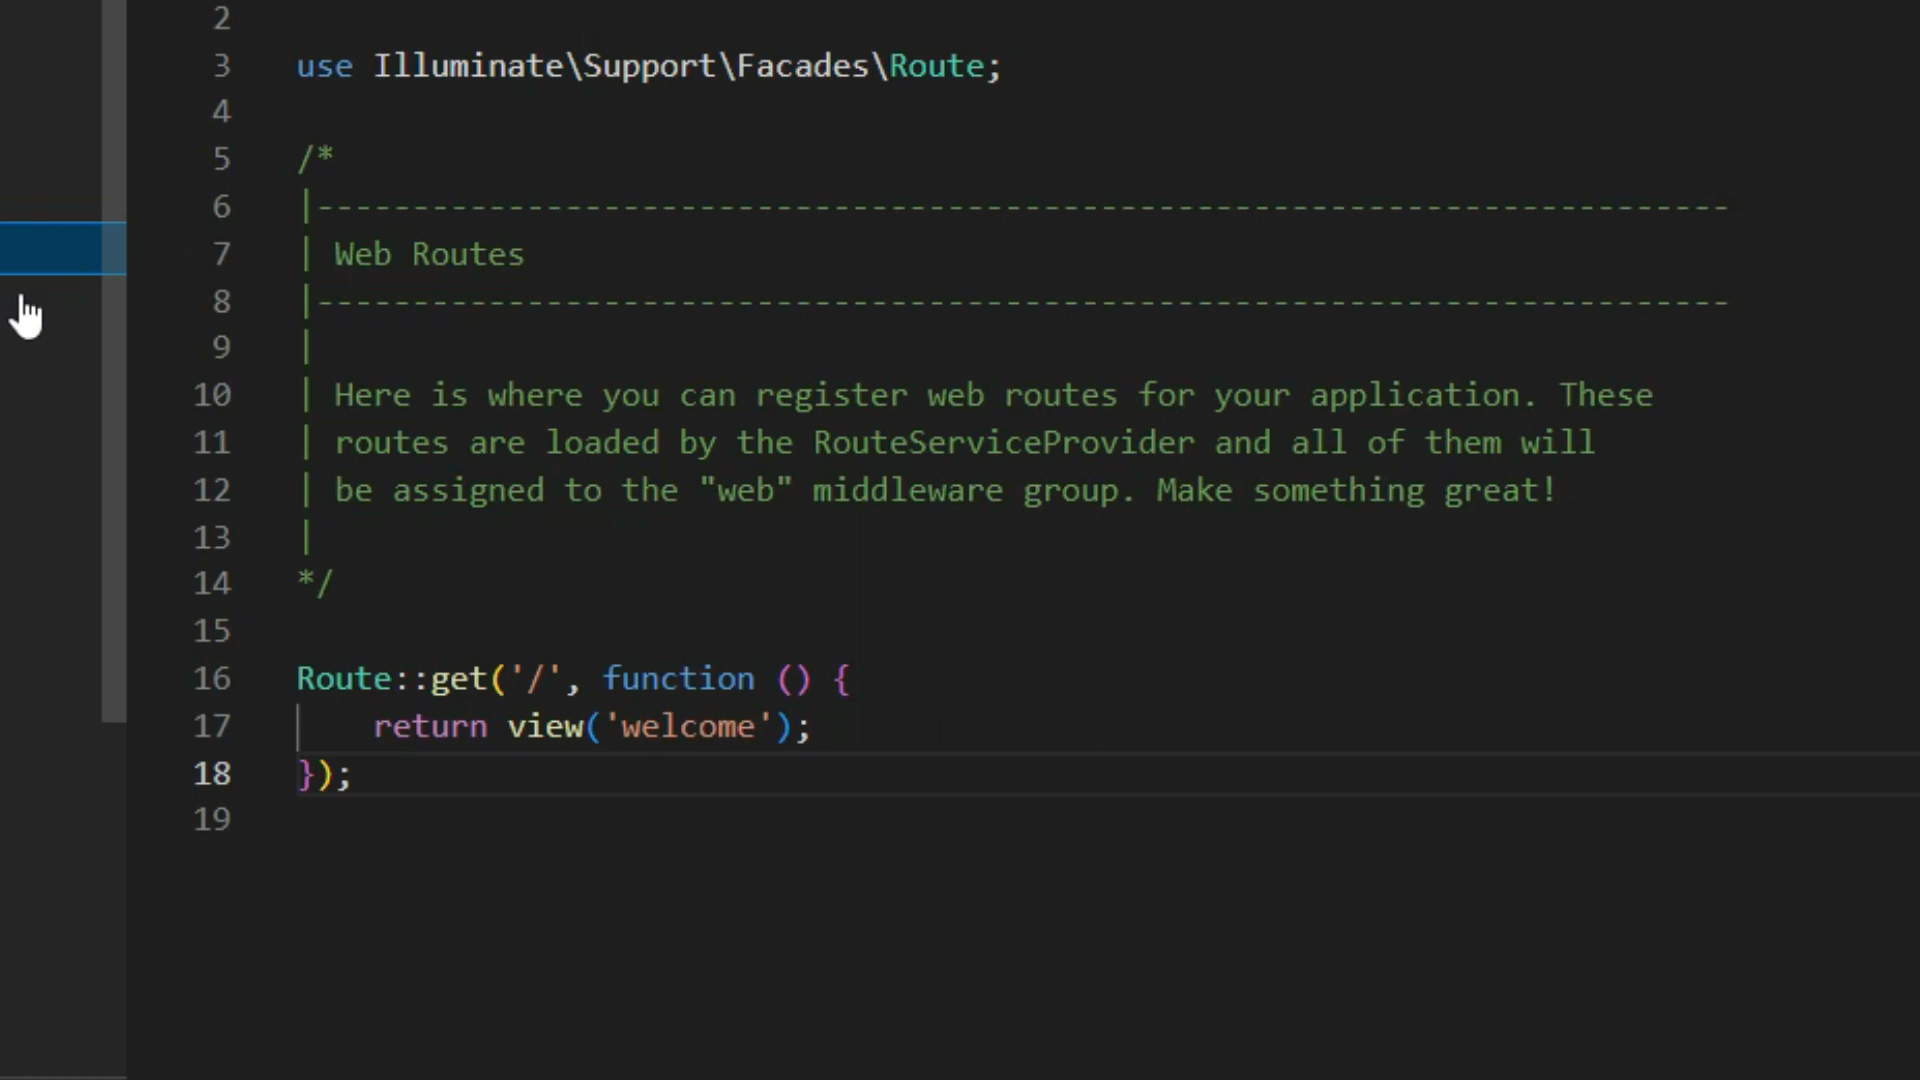 2
3 use Illuminate\Support\Facades\Route;
4
5 /*
6 |--------------------------------------------------------------------------
7 | Web Routes
8 |--------------------------------------------------------------------------
9 |
10 | Here is where you can register web routes for your application. These
11 | routes are loaded by the RouteServiceProvider and all of them will
12 | be assigned to the "web" middleware group. Make something great!
13 |
14 */
15
16 Route::get('/', function () {
17     return view('welcome');
18 });
19